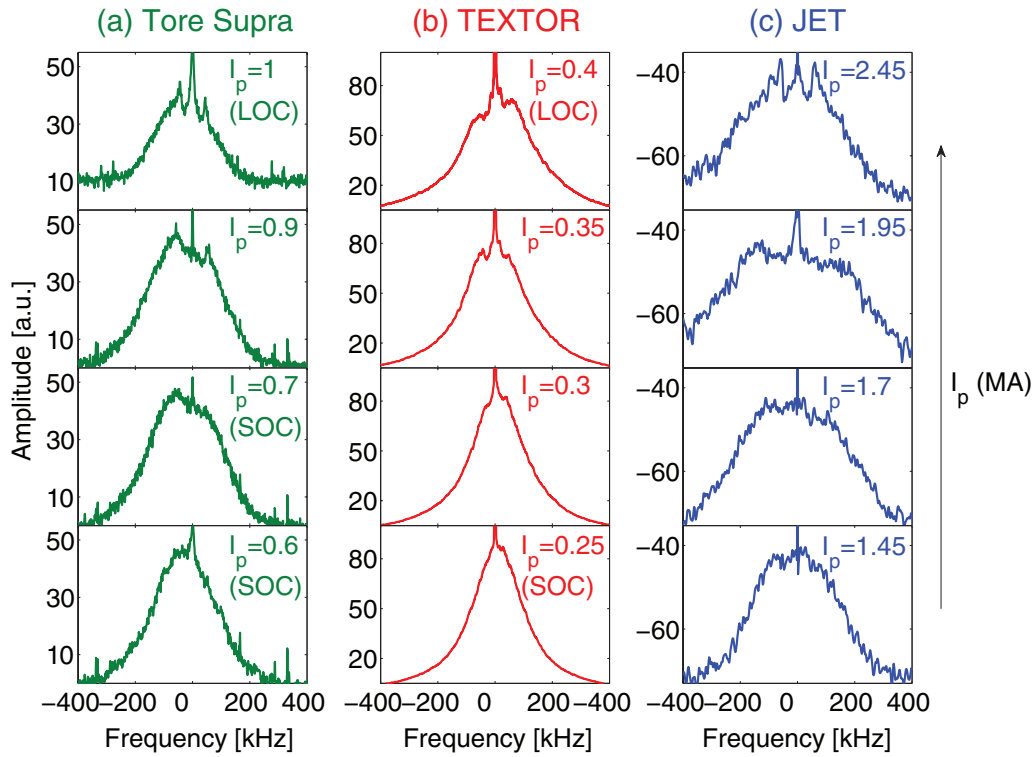 (a) Tore Supra
(b) TEXTOR
(c) JET
50
30
10
I_p=1
(LOC)
80
50
20
I_p=0.4
(LOC)
−40
−60
I_p=2.45
50
30
10
I_p=0.9
80
50
20
I_p=0.35
−40
−60
I_p=1.95
50
30
10
I_p=0.7
(SOC)
80
50
20
I_p=0.3
−40
−60
I_p=1.7
50
30
10
I_p=0.6
(SOC)
80
50
20
I_p=0.25
(SOC)
−40
−60
I_p=1.45
Amplitude [a.u.]
I_p (MA)
−400 −200 0 200 400
−400 −200 0 −200 −400
−400 −200 0 200 400
Frequency [kHz]
Frequency [kHz]
Frequency [kHz]